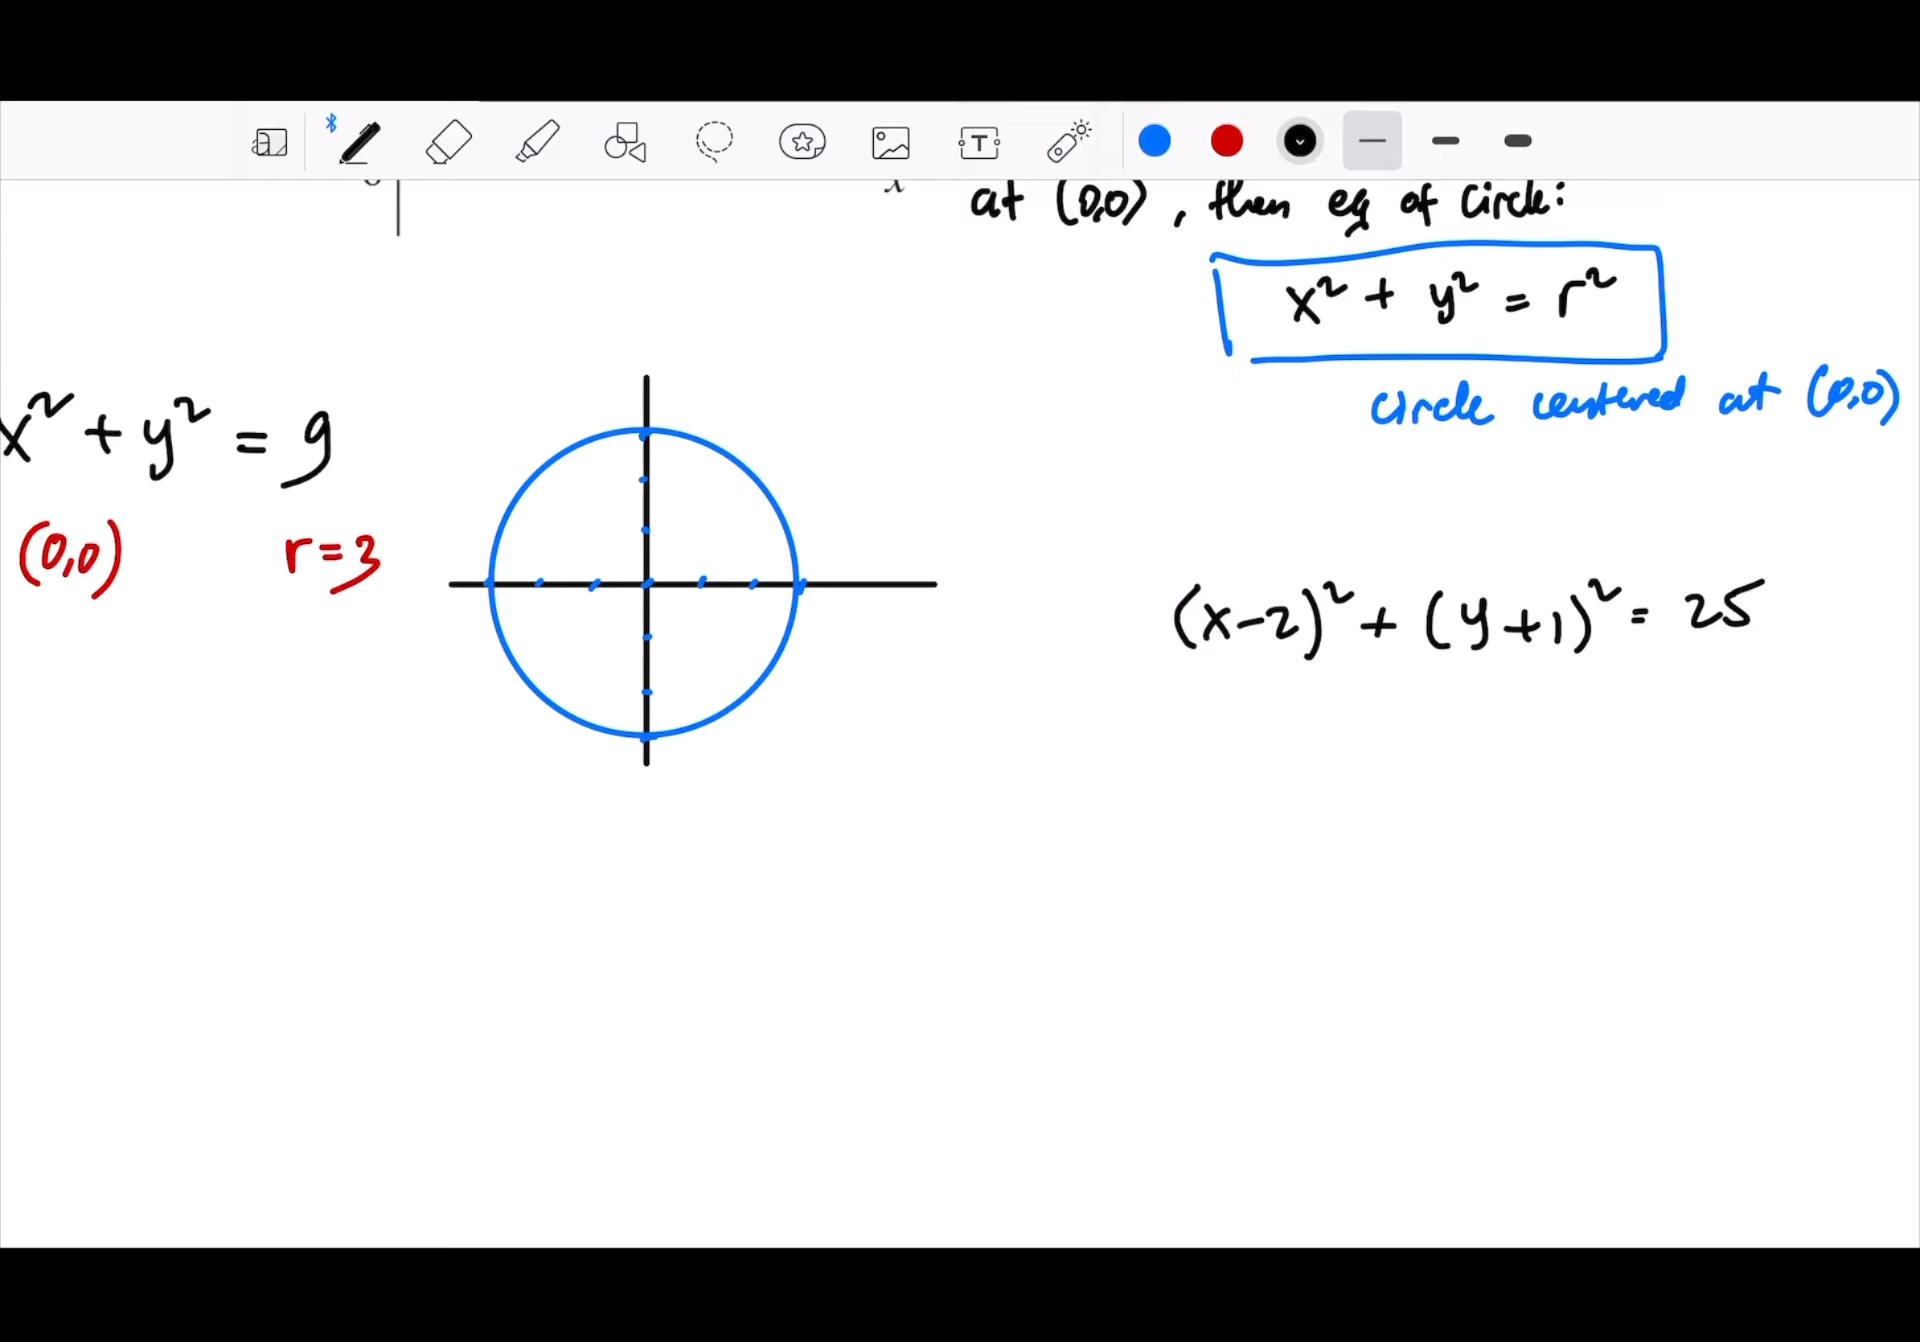 x
at (0,0), then eq of circle:
x² + y² = r²
circle centered at (0,0)
x² + y² = 9
(0,0) r=3
(x-2)² + (y+1)² = 25